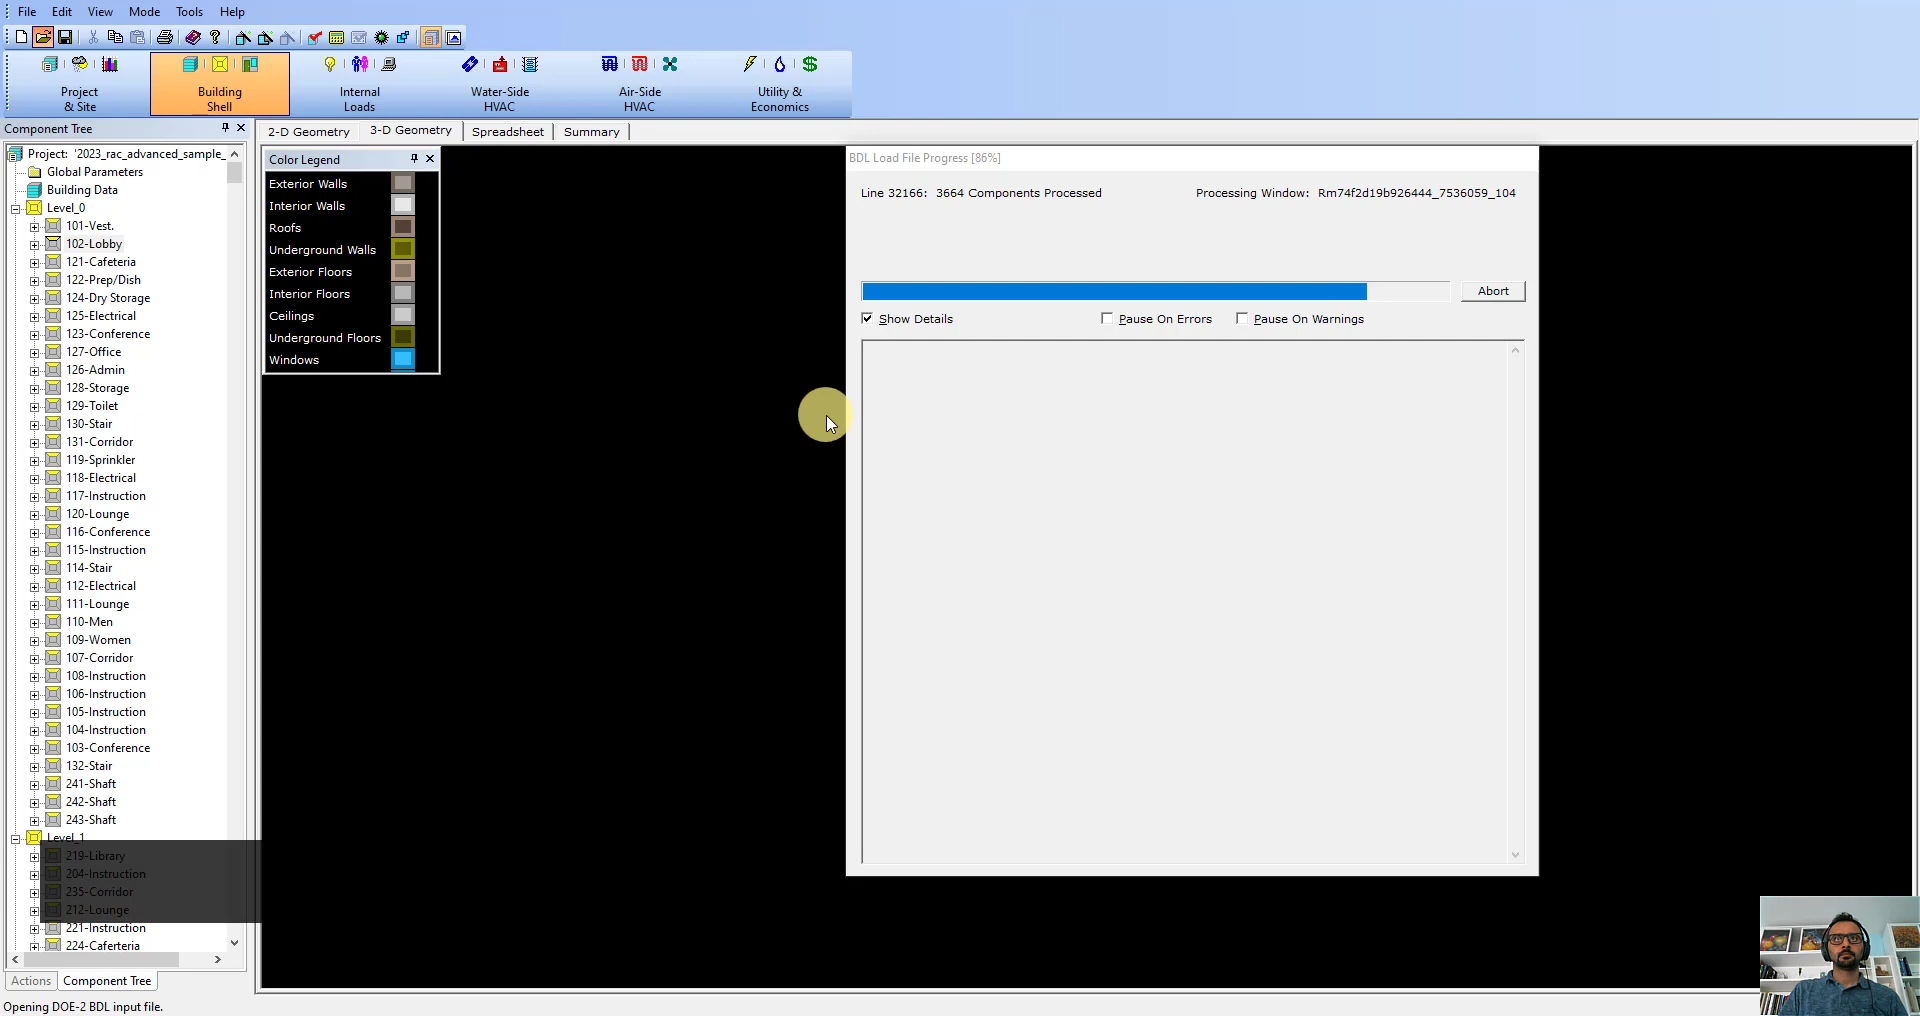 File Edit View Mode Tools Help
Project & Site
Building Shell
Internal Loads
Water-Side HVAC
Air-Side HVAC
Utility & Economics
Component Tree
2-D Geometry 3-D Geometry Spreadsheet Summary
Project: '2023_rac_advanced_sample_
Global Parameters
Building Data
Level_0
101-Vest.
102-Lobby
121-Cafeteria
122-Prep/Dish
124-Dry Storage
125-Electrical
123-Conference
127-Office
126-Admin
128-Storage
129-Toilet
130-Stair
131-Corridor
119-Sprinkler
118-Electrical
117-Instruction
120-Lounge
116-Conference
115-Instruction
114-Stair
112-Electrical
111-Lounge
110-Men
109-Women
107-Corridor
108-Instruction
106-Instruction
105-Instruction
104-Instruction
103-Conference
132-Stair
241-Shaft
242-Shaft
243-Shaft
Level_1
219-Library
204-Instruction
235-Corridor
212-Lounge
221-Instruction
224-Caferteria
Actions Component Tree
Opening DOE-2 BDL input file.
Color Legend
Exterior Walls
Interior Walls
Roofs
Underground Walls
Exterior Floors
Interior Floors
Ceilings
Underground Floors
Windows
BDL Load File Progress [86%]
Line 32166: 3664 Components Processed Processing Window: Rm74f2d19b926444_7536059_104
Abort
Show Details Pause On Errors Pause On Warnings